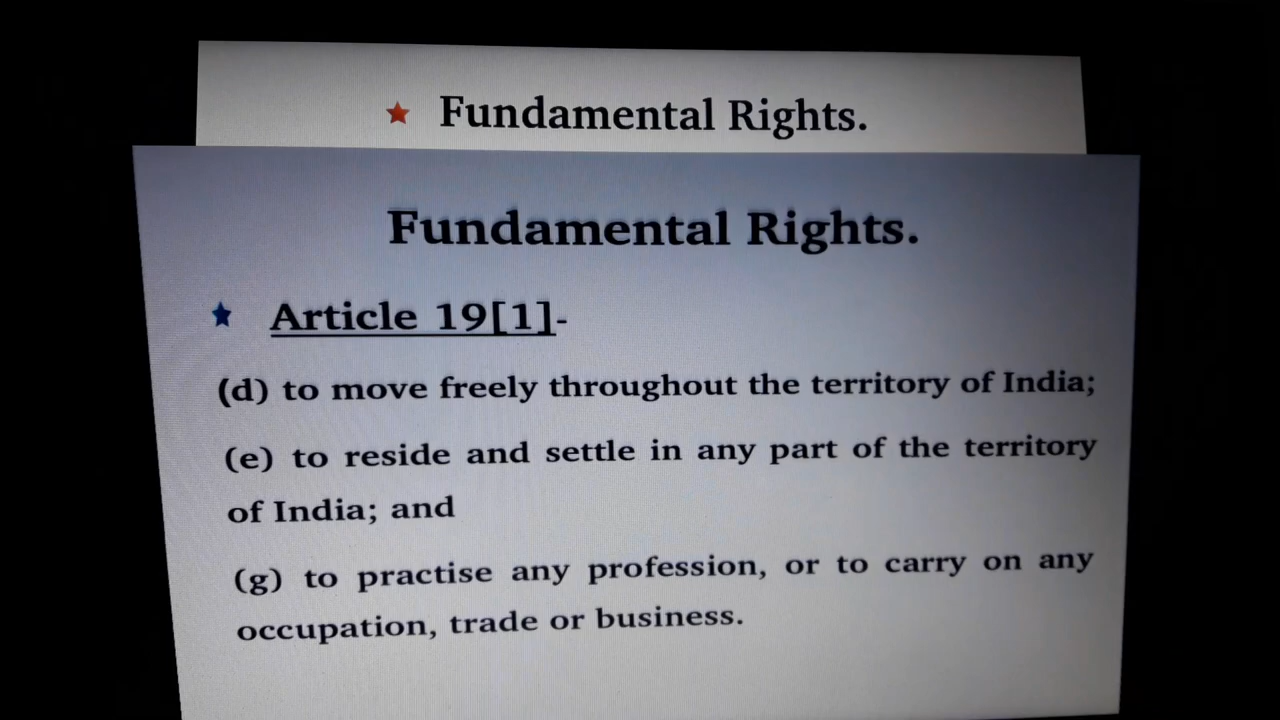 Fundamental Rights.
Fundamental Rights.
Article 19[1]-
(d) to move freely throughout the territory of India;
(e) to reside and settle in any part of the territory
of India; and
(g) to practise any profession, or to carry on any
occupation, trade or business.